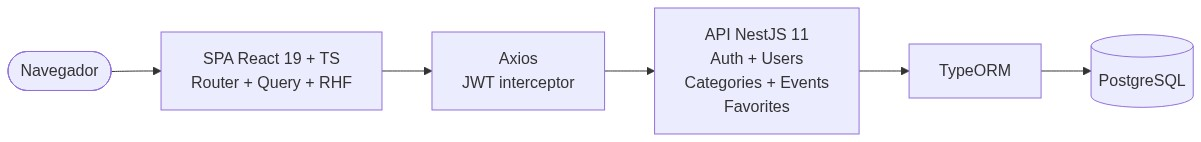 Navegador
SPA React 19 + TS
Router + Query + RHF
Axios
JWT interceptor
API NestJS 11
Auth + Users
Categories + Events
Favorites
TypeORM
PostgreSQL